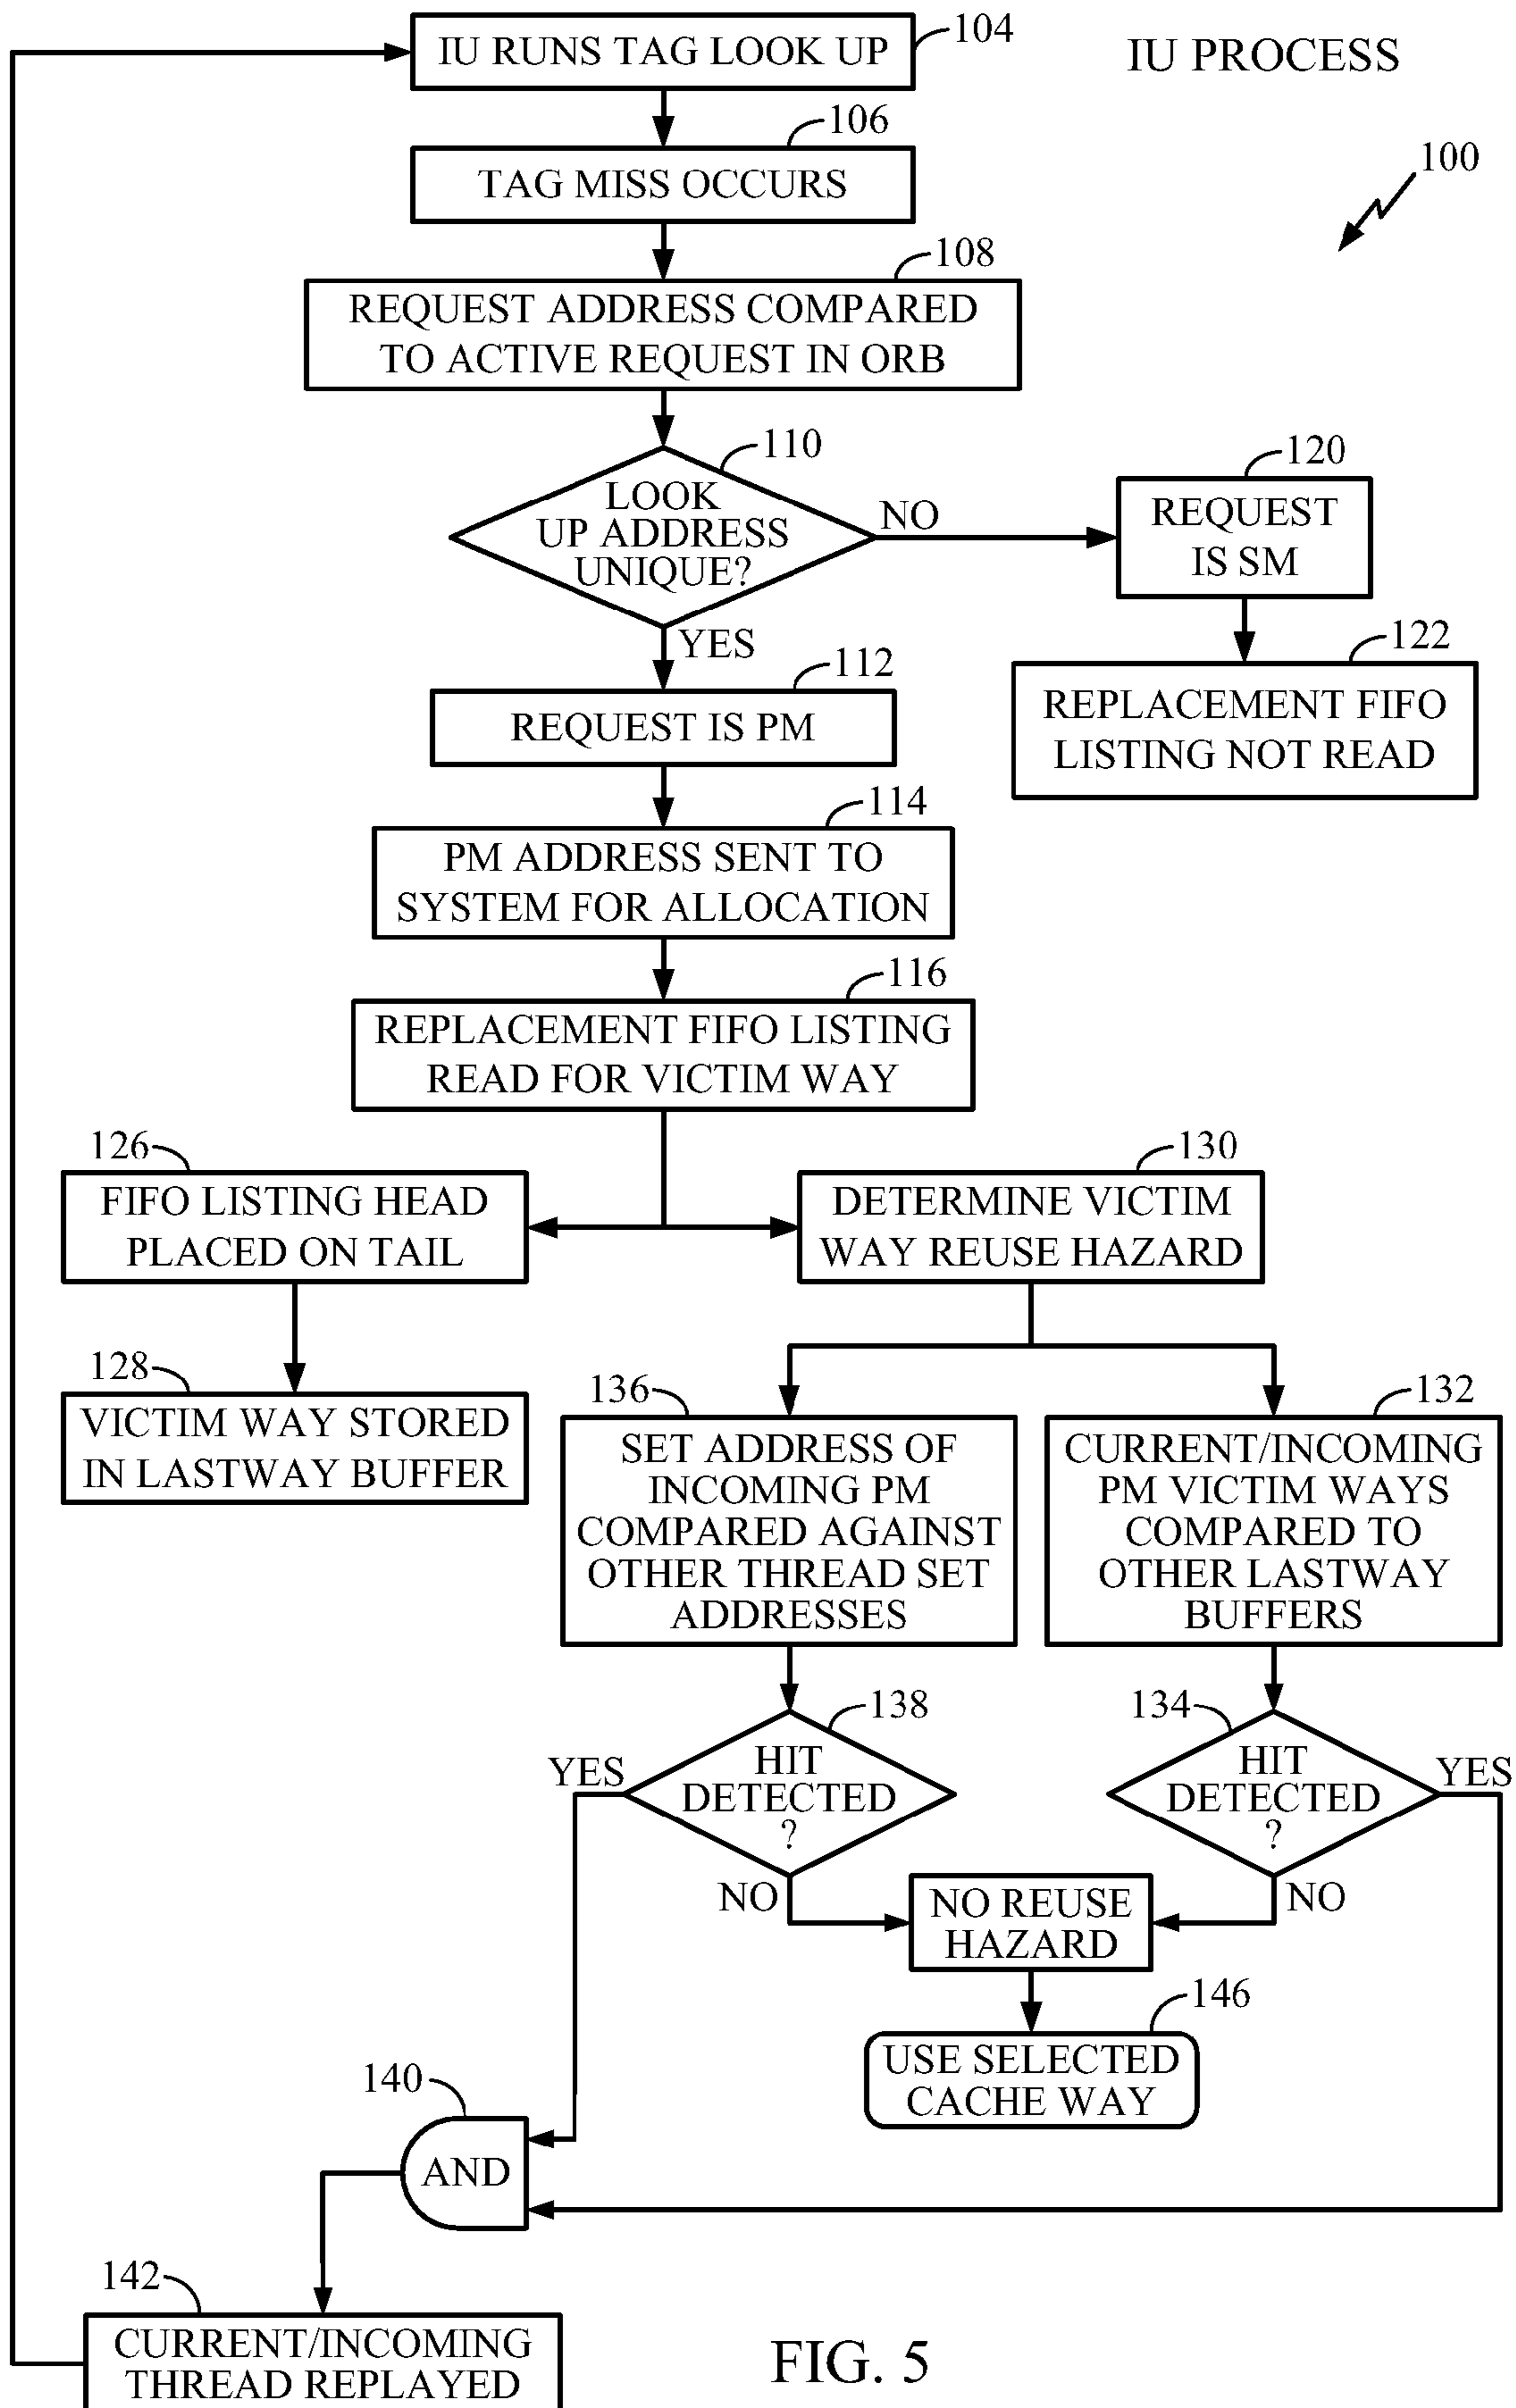 IU RUNS TAG LOOK UP
104
IU PROCESS
106
TAG MISS OCCURS
100
108
REQUEST ADDRESS COMPARED
TO ACTIVE REQUEST IN ORB
110
LOOK
UP ADDRESS
UNIQUE?
NO
YES
120
REQUEST
IS SM
122
REPLACEMENT FIFO
LISTING NOT READ
112
REQUEST IS PM
114
PM ADDRESS SENT TO
SYSTEM FOR ALLOCATION
116
REPLACEMENT FIFO LISTING
READ FOR VICTIM WAY
126
FIFO LISTING HEAD
PLACED ON TAIL
130
DETERMINE VICTIM
WAY REUSE HAZARD
128
VICTIM WAY STORED
IN LASTWAY BUFFER
136
SET ADDRESS OF
INCOMING PM
COMPARED AGAINST
OTHER THREAD SET
ADDRESSES
132
CURRENT/INCOMING
PM VICTIM WAYS
COMPARED TO
OTHER LASTWAY
BUFFERS
138
YES
HIT
DETECTED
?
NO
134
HIT
DETECTED
?
YES
NO
NO REUSE
HAZARD
146
USE SELECTED
CACHE WAY
140
AND
142
CURRENT/INCOMING
THREAD REPLAYED
FIG. 5